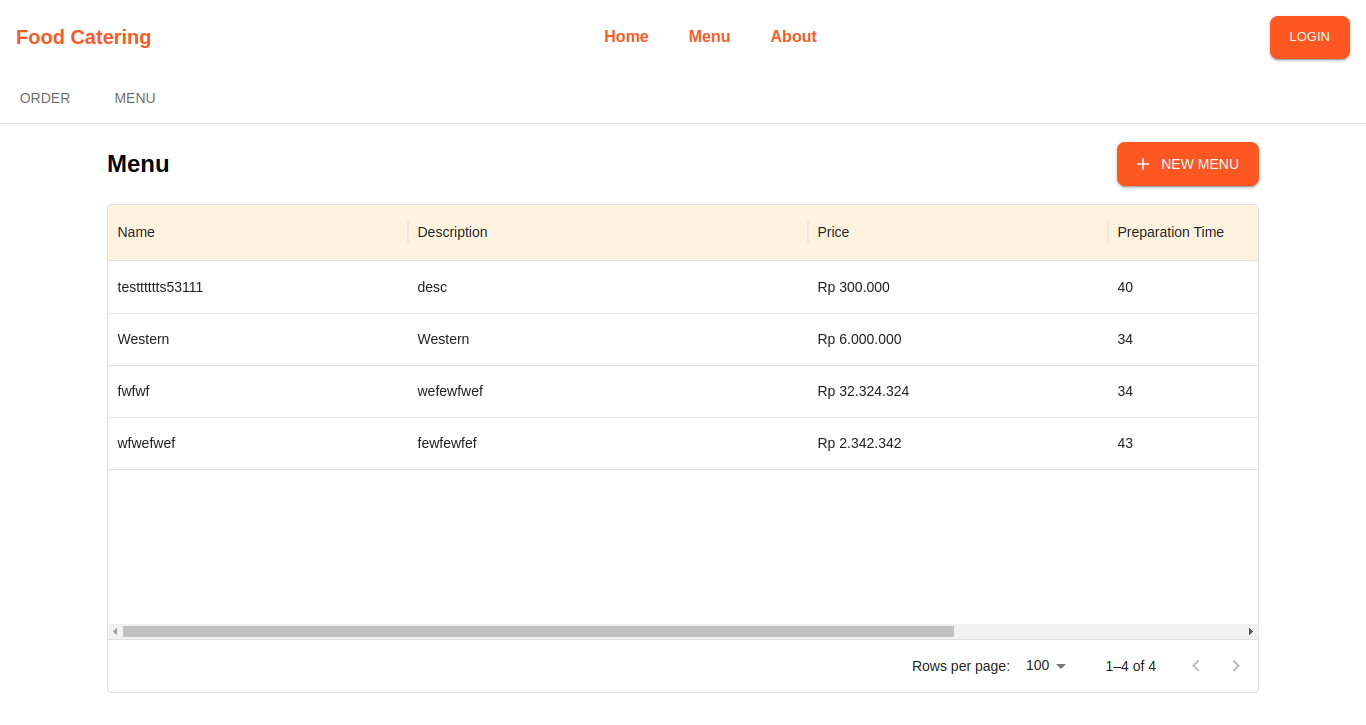 Food Catering
Home Menu About
LOGIN
ORDER MENU
Menu
NEW MENU
Name Description Price Preparation Time
testttttts53111 desc Rp 300.000 40
Western Western Rp 6.000.000 34
fwfwf wefewfwef Rp 32.324.324 34
wfwefwef fewfewfef Rp 2.342.342 43
Rows per page: 100 1–4 of 4